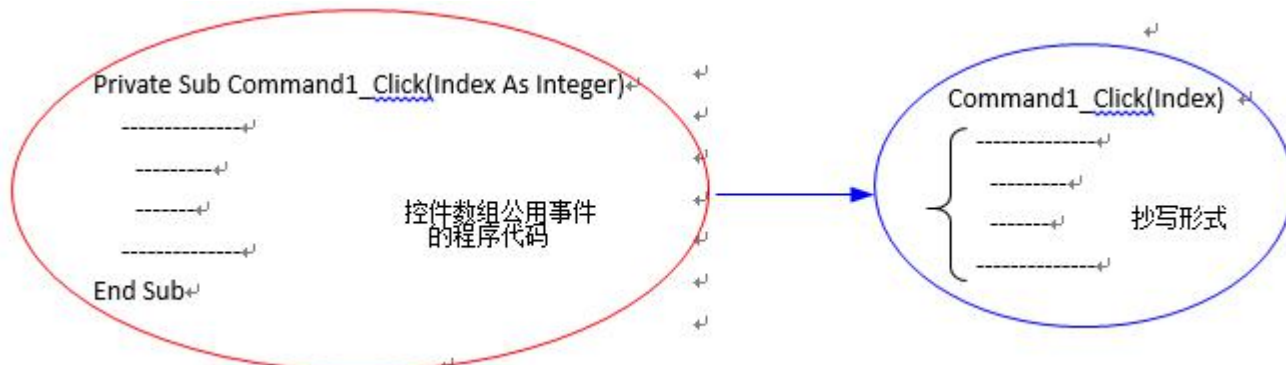 Private Sub Command1_Click(Index As Integer)↵
--------------↵
---------↵
-------↵
--------------↵
End Sub↵
控件数组公用事件
的程序代码
Command1_Click(Index) ↵
--------------↵
---------↵
-------↵
--------------↵
抄写形式